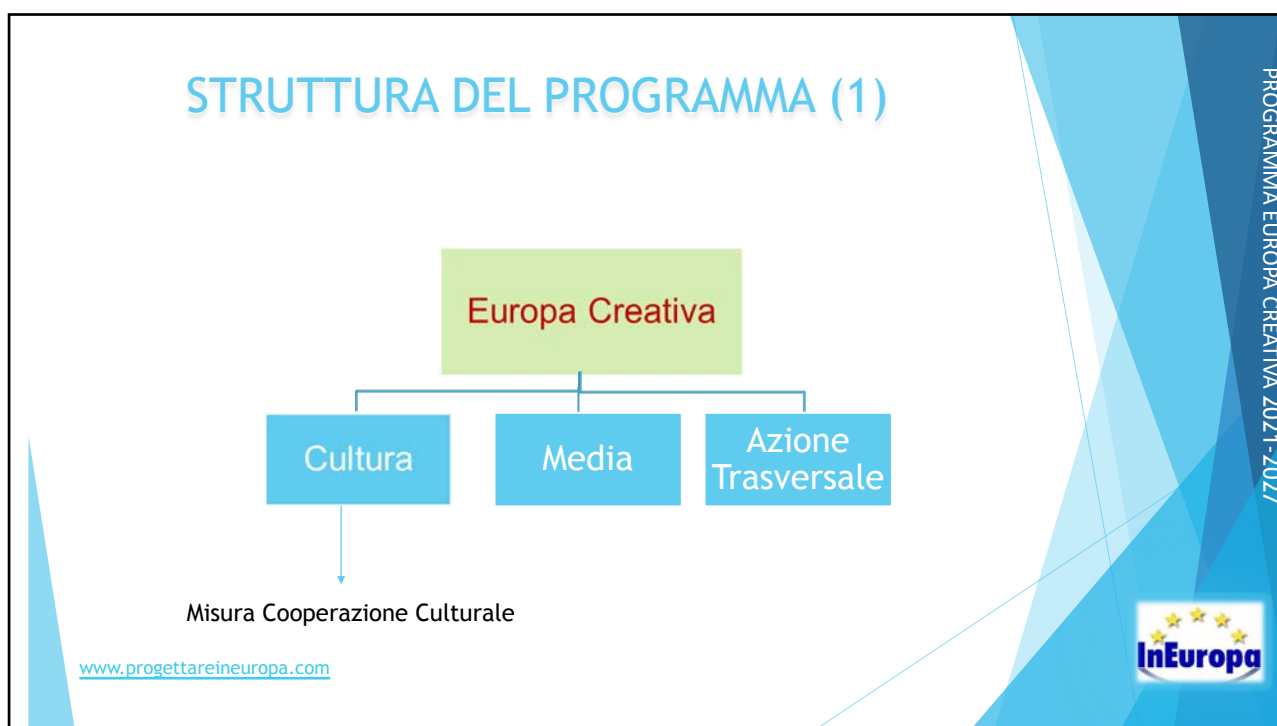 STRUTTURA DEL PROGRAMMA (1)
Europa Creativa
Cultura
Media
Azione
Trasversale
Misura Cooperazione Culturale
www.progettareineuropa.com
PROGRAMMA EUROPA CREATIVA 2021-2027
InEuropa